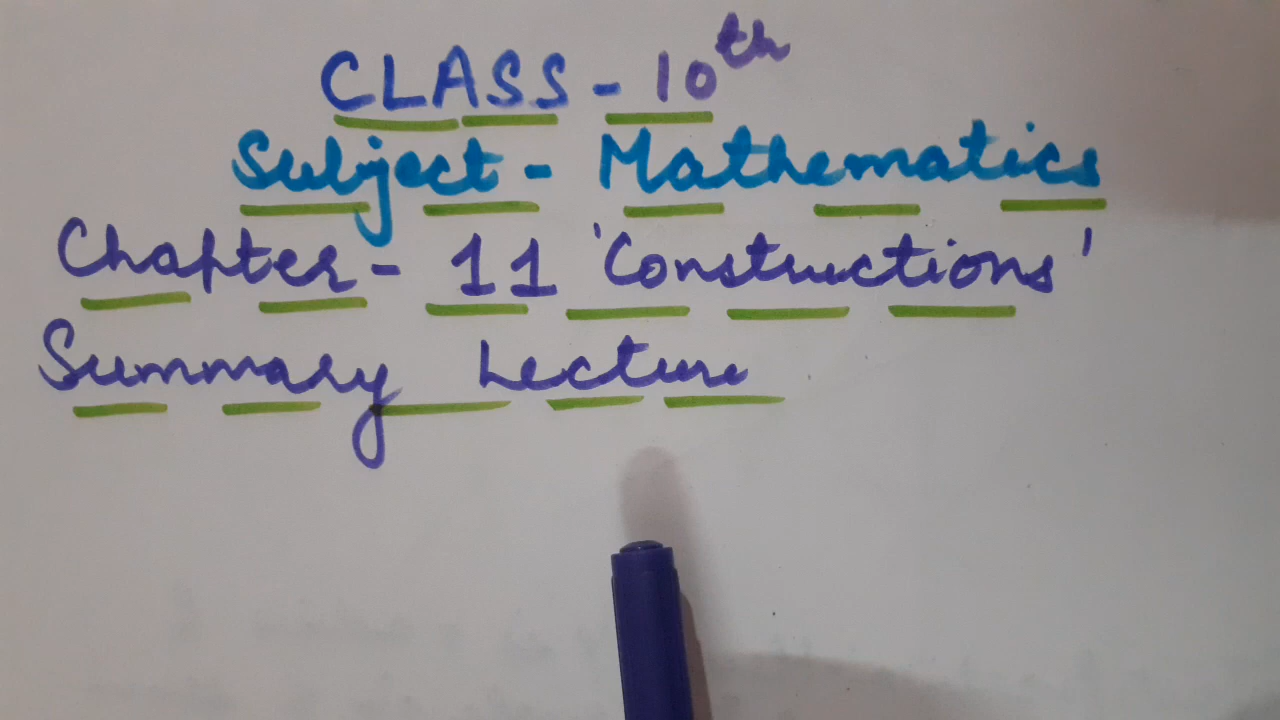 CLASS - 10th
Subject - Mathematics
Chapter - 11 'Constructions'
Summary Lecture